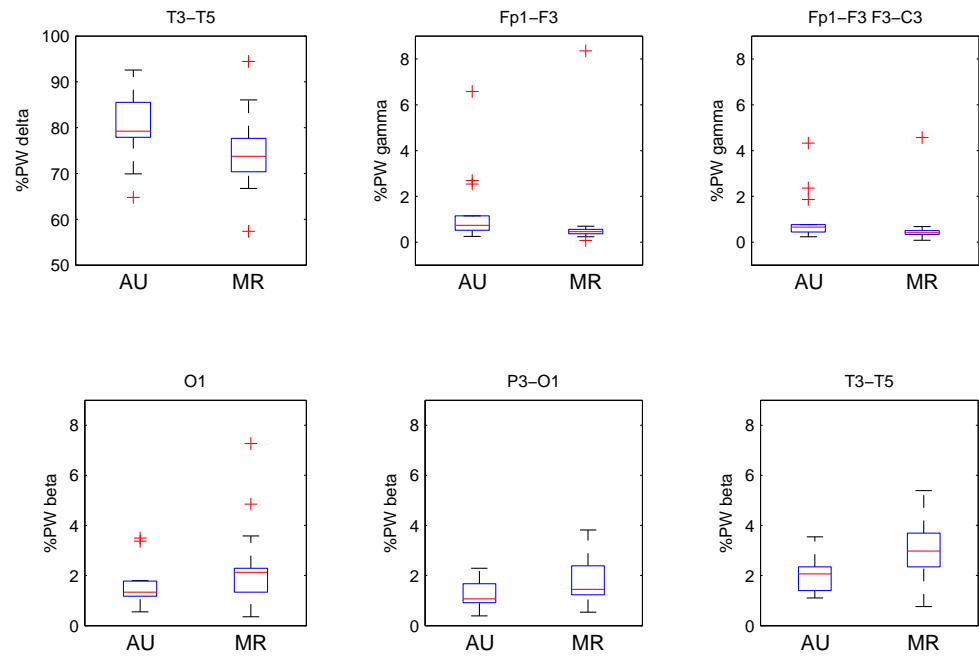 T3−T5
%PW delta
100
90
80
70
60
50
AU MR
Fp1−F3
%PW gamma
8
6
4
2
0
AU MR
Fp1−F3 F3−C3
%PW gamma
8
6
4
2
0
AU MR
O1
%PW beta
8
6
4
2
0
AU MR
P3−O1
%PW beta
8
6
4
2
0
AU MR
T3−T5
%PW beta
8
6
4
2
0
AU MR